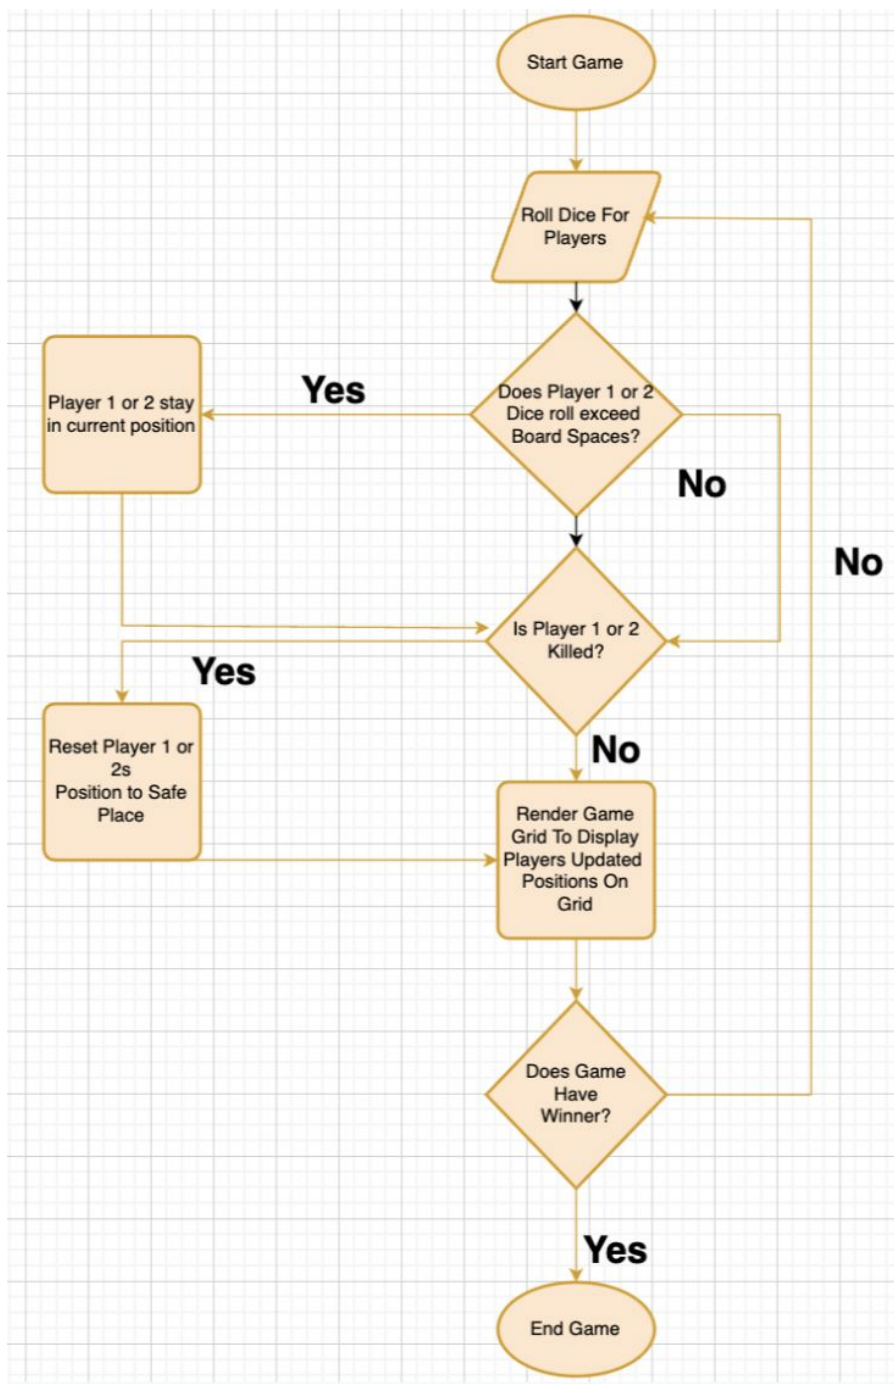 Start Game
Roll Dice For
Players
Does Player 1 or 2
Dice roll exceed
Board Spaces?
Yes
Player 1 or 2 stay
in current position
No
No
Is Player 1 or 2
Killed?
Yes
Reset Player 1 or
2s
Position to Safe
Place
No
Render Game
Grid To Display
Players Updated
Positions On
Grid
Does Game
Have
Winner?
Yes
End Game